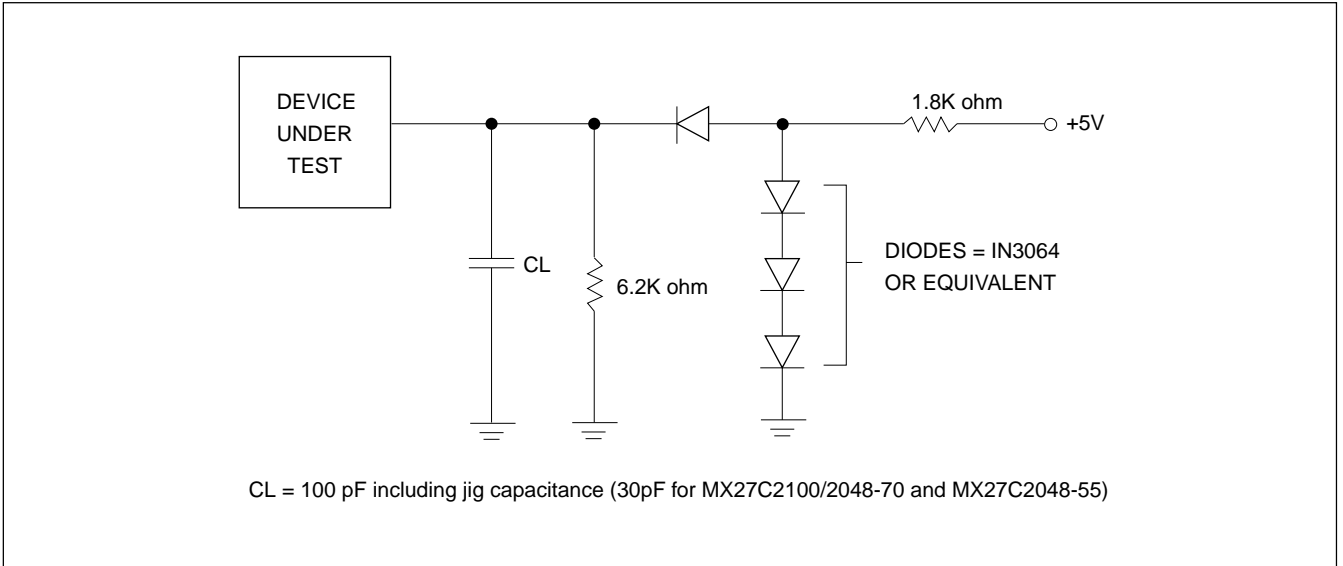 DEVICE
UNDER
TEST
1.8K ohm
+5V
CL
6.2K ohm
DIODES = IN3064
OR EQUIVALENT
CL = 100 pF including jig capacitance (30pF for MX27C2100/2048-70 and MX27C2048-55)